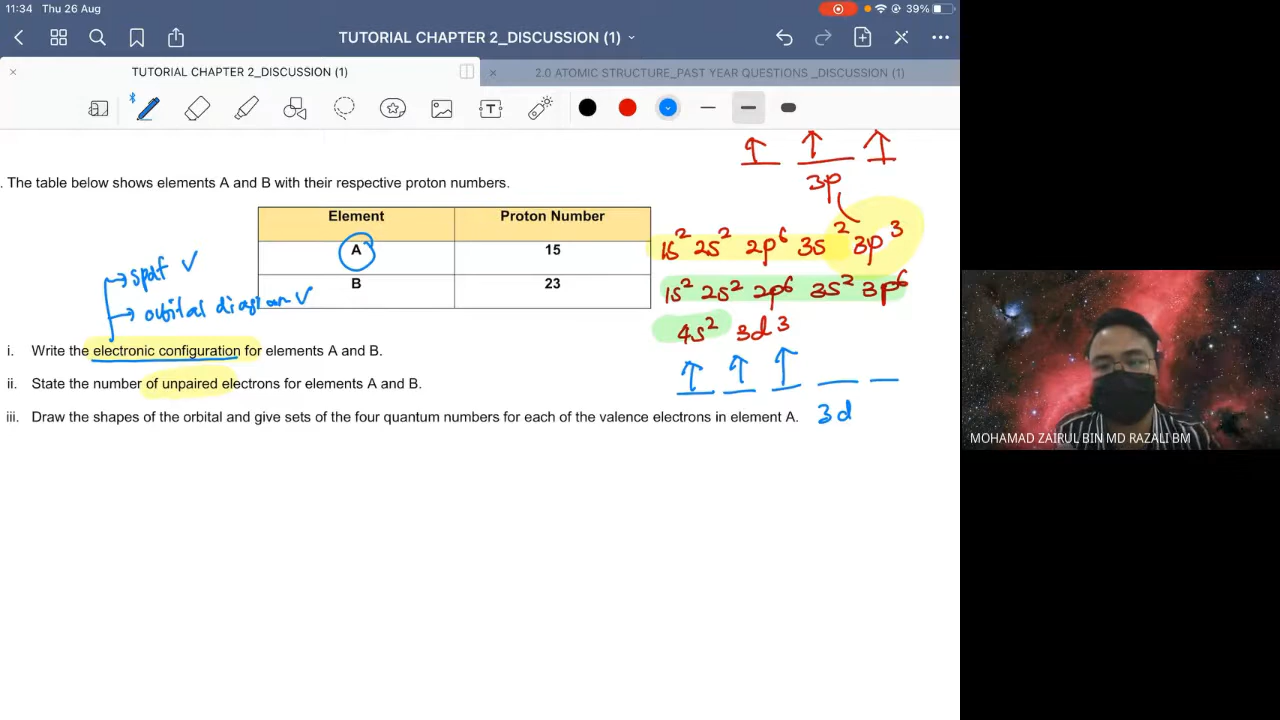 11:34 Thu 26 Aug
39%
TUTORIAL CHAPTER 2_DISCUSSION (1)
TUTORIAL CHAPTER 2_DISCUSSION (1)
2.0 ATOMIC STRUCTURE_PAST YEAR QUESTIONS _DISCUSSION (1)
3p
. The table below shows elements A and B with their respective proton numbers.
Element Proton Number
A 15
B 23
1s² 2s² 2p⁶ 3s² 3p³
1s² 2s² 2p⁶ 3s² 3p⁶
4s² 3d³
3d
→ spdf ✓
→ orbital diagram ✓
i. Write the electronic configuration for elements A and B.
ii. State the number of unpaired electrons for elements A and B.
iii. Draw the shapes of the orbital and give sets of the four quantum numbers for each of the valence electrons in element A.
MOHAMAD ZAIRUL BIN MD RAZALI BM